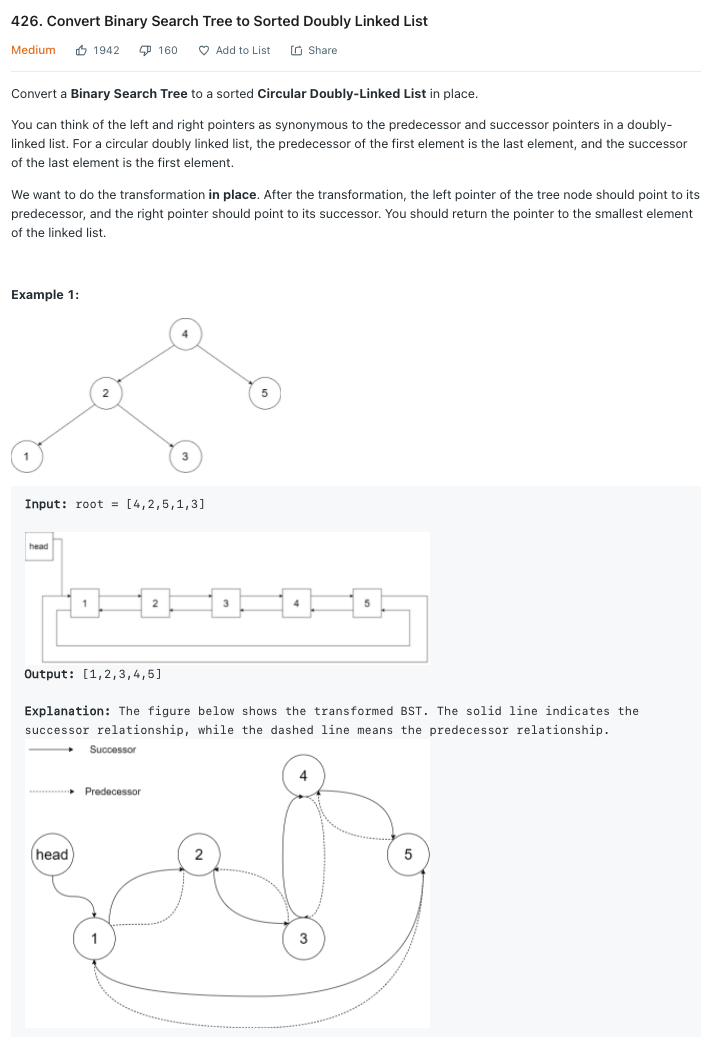 426. Convert Binary Search Tree to Sorted Doubly Linked List
Medium 1942 160 Add to List Share
Convert a Binary Search Tree to a sorted Circular Doubly-Linked List in place.
You can think of the left and right pointers as synonymous to the predecessor and successor pointers in a doubly-
linked list. For a circular doubly linked list, the predecessor of the first element is the last element, and the successor
of the last element is the first element.
We want to do the transformation in place. After the transformation, the left pointer of the tree node should point to its
predecessor, and the right pointer should point to its successor. You should return the pointer to the smallest element
of the linked list.
Example 1:
4
2 5
1 3
Input: root = [4,2,5,1,3]
head
1 2 3 4 5
Output: [1,2,3,4,5]
Explanation: The figure below shows the transformed BST. The solid line indicates the
successor relationship, while the dashed line means the predecessor relationship.
Successor
4
Predecessor
head 2 5
1 3